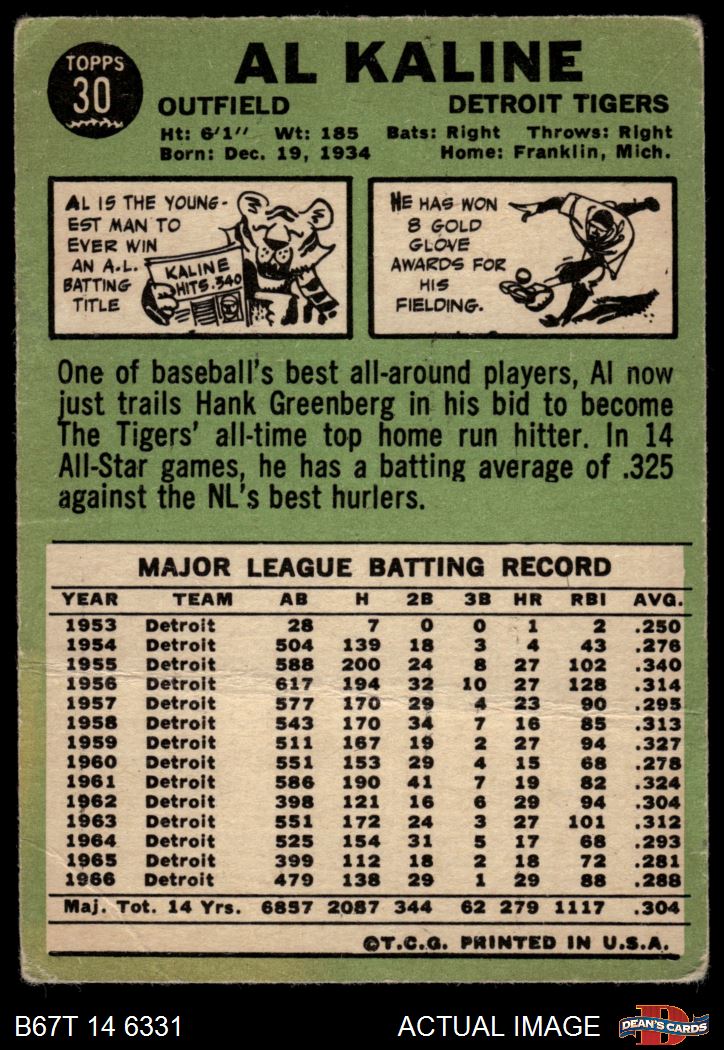 TOPPS
30
AL KALINE
OUTFIELD DETROIT TIGERS
Ht: 6'1" Wt: 185 Bats: Right Throws: Right
Born: Dec. 19, 1934 Home: Franklin, Mich.
AL IS THE YOUNG-
EST MAN TO
EVER WIN
AN A.L.
BATTING
TITLE
KALINE
HITS .340
HE HAS WON
8 GOLD
GLOVE
AWARDS FOR
HIS
FIELDING.
One of baseball's best all-around players, Al now
just trails Hank Greenberg in his bid to become
The Tigers' all-time top home run hitter. In 14
All-Star games, he has a batting average of .325
against the NL's best hurlers.
MAJOR LEAGUE BATTING RECORD
YEAR TEAM AB H 2B 3B HR RBI AVG.
1953 Detroit 28 7 0 0 1 2 .250
1954 Detroit 504 139 18 3 4 43 .276
1955 Detroit 588 200 24 8 27 102 .340
1956 Detroit 617 194 32 10 27 128 .314
1957 Detroit 577 170 29 4 23 90 .295
1958 Detroit 543 170 34 7 16 85 .313
1959 Detroit 511 167 19 2 27 94 .327
1960 Detroit 551 153 29 4 15 68 .278
1961 Detroit 586 190 41 7 19 82 .324
1962 Detroit 398 121 16 6 29 94 .304
1963 Detroit 551 172 24 3 27 101 .312
1964 Detroit 525 154 31 5 17 68 .293
1965 Detroit 399 112 18 2 18 72 .281
1966 Detroit 479 138 29 1 29 88 .288
Maj. Tot. 14 Yrs. 6857 2087 344 62 279 1117 .304
©T.C.G. PRINTED IN U.S.A.
B67T 14 6331 ACTUAL IMAGE
D
DEAN'S CARDS